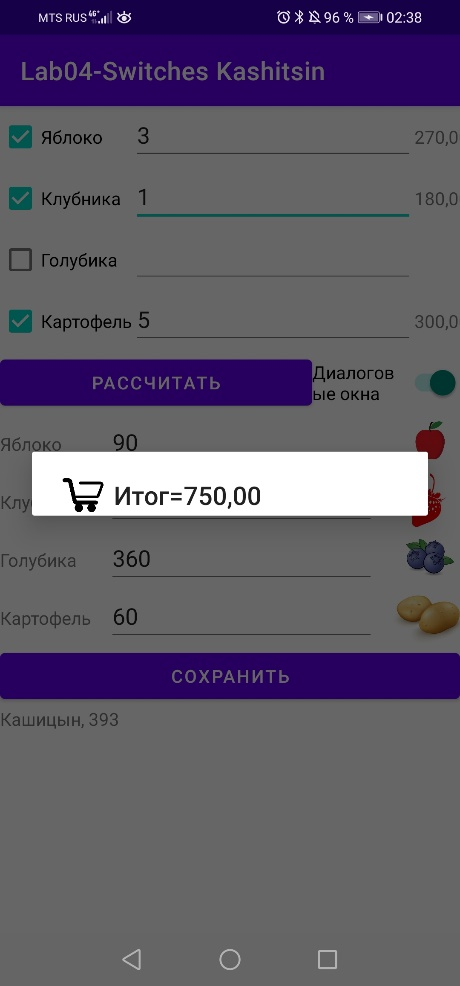 MTS RUS 4G+ 96 % 02:38
Lab04-Switches Kashitsin
Яблоко 3 270,0
Клубника 1 180,0
Голубика
Картофель 5 300,0
РАССЧИТАТЬ
Диалогов
ые окна
Яблоко 90
Клу
Итог=750,00
Голубика 360
Картофель 60
СОХРАНИТЬ
Кашицын, 393